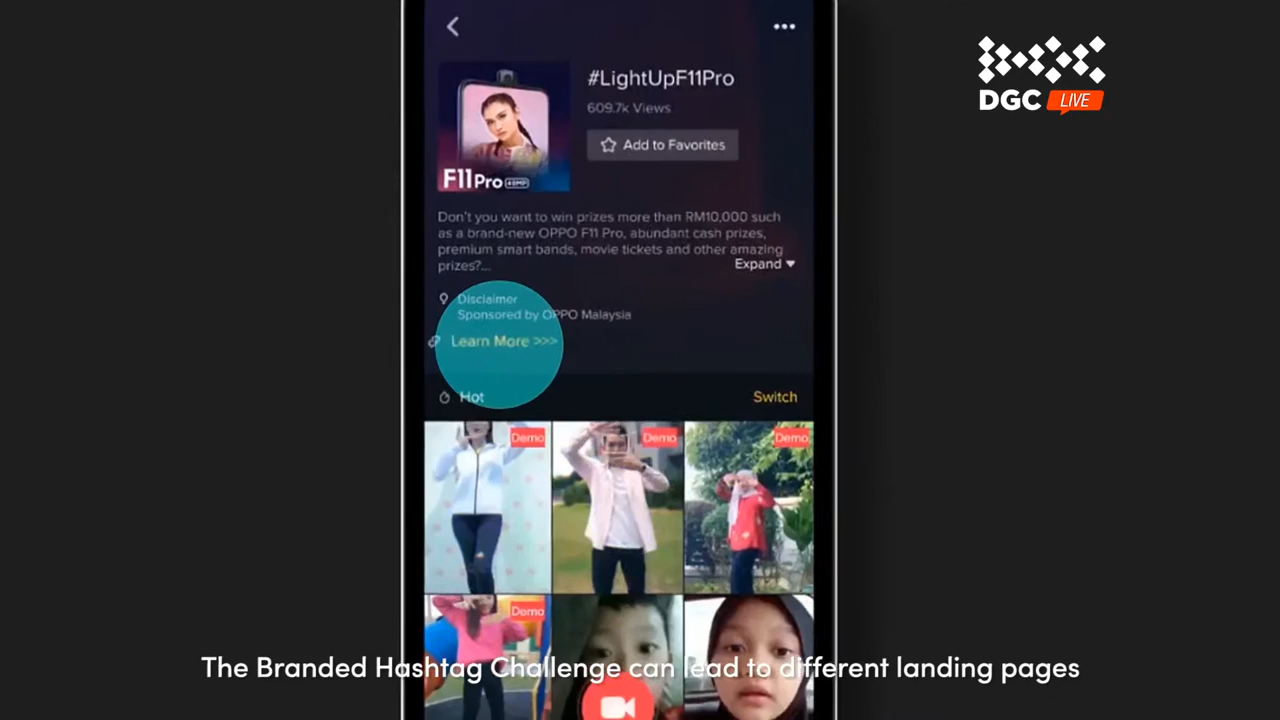 #LightUpF11Pro
609.7k Views
Add to Favorites
F11 Pro 48MP
Don't you want to win prizes more than RM10,000 such
as a brand-new OPPO F11 Pro, abundant cash prizes,
premium smart bands, movie tickets and other amazing
prizes?...
Expand
Disclaimer
Sponsored by OPPO Malaysia
Learn More >>>
Hot
Switch
Demo
Demo
Demo
Demo
The Branded Hashtag Challenge can lead to different landing pages
DGC LIVE